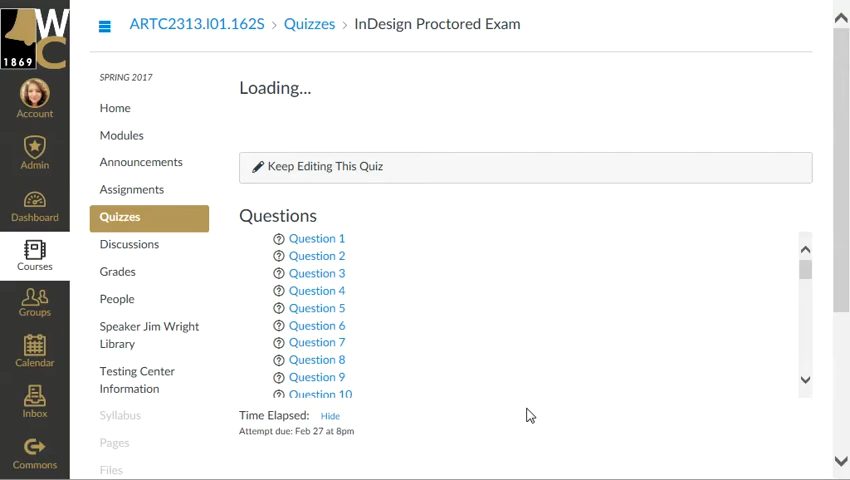 W
C
1869
Account
Admin
Dashboard
Courses
Groups
Calendar
Inbox
Commons
ARTC2313.I01.162S > Quizzes > InDesign Proctored Exam
SPRING 2017
Home
Modules
Announcements
Assignments
Quizzes
Discussions
Grades
People
Speaker Jim Wright
Library
Testing Center
Information
Syllabus
Pages
Files
Loading...
Keep Editing This Quiz
Questions
Question 1
Question 2
Question 3
Question 4
Question 5
Question 6
Question 7
Question 8
Question 9
Question 10
Time Elapsed: Hide
Attempt due: Feb 27 at 8pm